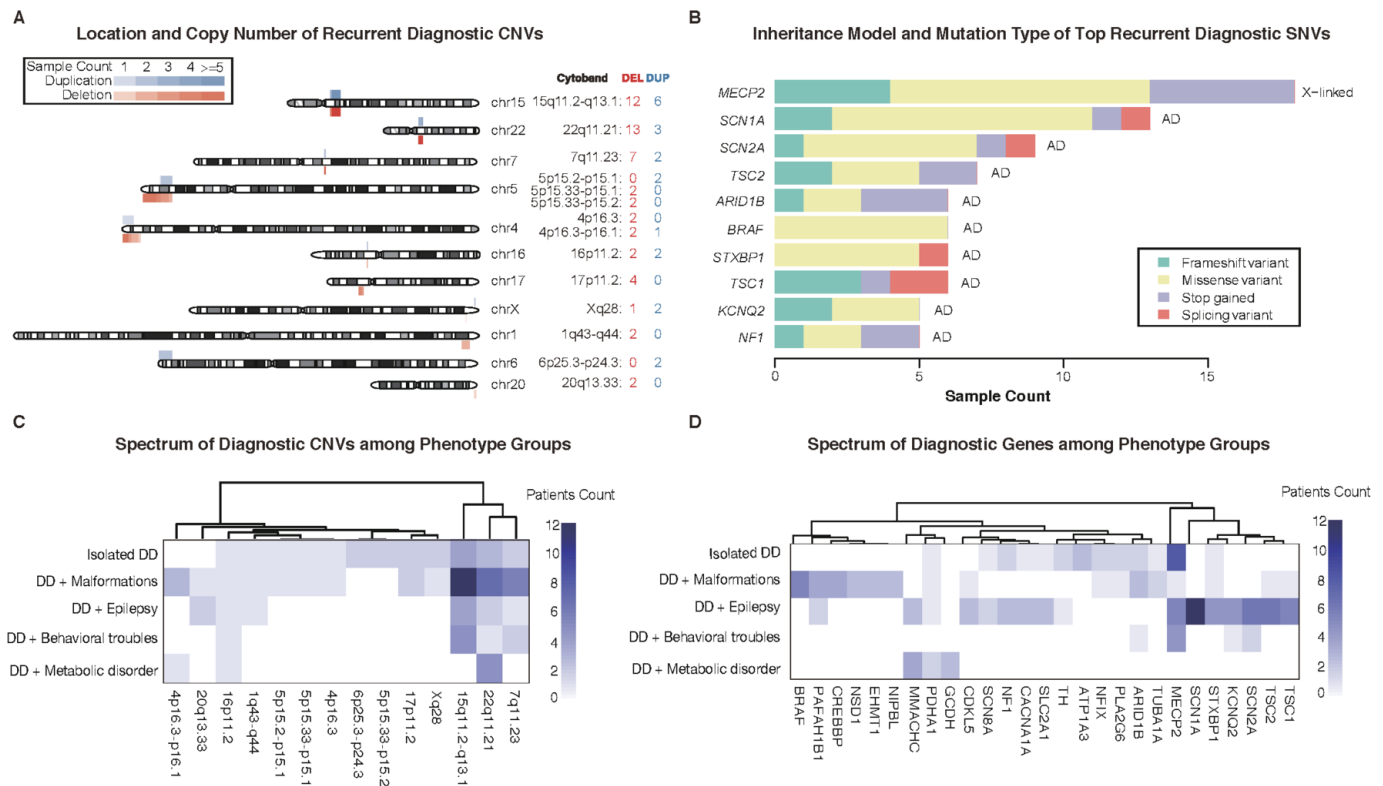 A
Location and Copy Number of Recurrent Diagnostic CNVs
Sample Count 1 2 3 4 >=5
Duplication
Deletion
Cytoband DEL DUP
chr15 15q11.2-q13.1: 12 6
chr22 22q11.21: 13 3
chr7 7q11.23: 7 2
5p15.2-p15.1: 0 2
chr5 5p15.33-p15.1: 2 0
5p15.33-p15.2: 2 0
4p16.3: 2 0
chr4 4p16.3-p16.1: 2 1
chr16 16p11.2: 2 2
chr17 17p11.2: 4 0
chrX Xq28: 1 2
chr1 1q43-q44: 2 0
chr6 6p25.3-p24.3: 0 2
chr20 20q13.33: 2 0
B
Inheritance Model and Mutation Type of Top Recurrent Diagnostic SNVs
MECP2 X-linked
SCN1A AD
SCN2A AD
TSC2 AD
ARID1B AD
BRAF AD
STXBP1 AD
TSC1 AD
KCNQ2 AD
NF1 AD
Frameshift variant
Missense variant
Stop gained
Splicing variant
0 5 10 15
Sample Count
C
Spectrum of Diagnostic CNVs among Phenotype Groups
Patients Count
12
10
8
6
4
2
0
Isolated DD
DD + Malformations
DD + Epilepsy
DD + Behavioral troubles
DD + Metabolic disorder
4p16.3-p16.1
20q13.33
16p11.2
1q43-q44
5p15.2-p15.1
5p15.33-p15.1
4p16.3
6p25.3-p24.3
5p15.33-p15.2
17p11.2
Xq28
15q11.2-q13.1
22q11.21
7q11.23
D
Spectrum of Diagnostic Genes among Phenotype Groups
Patients Count
12
10
8
6
4
2
0
Isolated DD
DD + Malformations
DD + Epilepsy
DD + Behavioral troubles
DD + Metabolic disorder
BRAF
PAFAH1B1
CREBBP
NSD1
EHMT1
NIPBL
MMACHC
PDHA1
GCDH
CDKL5
SCN8A
NF1
CACNA1A
SLC2A1
TH
ATP1A3
NFIX
PLA2G6
ARID1B
TUBA1A
MECP2
SCN1A
STXBP1
KCNQ2
SCN2A
TSC2
TSC1